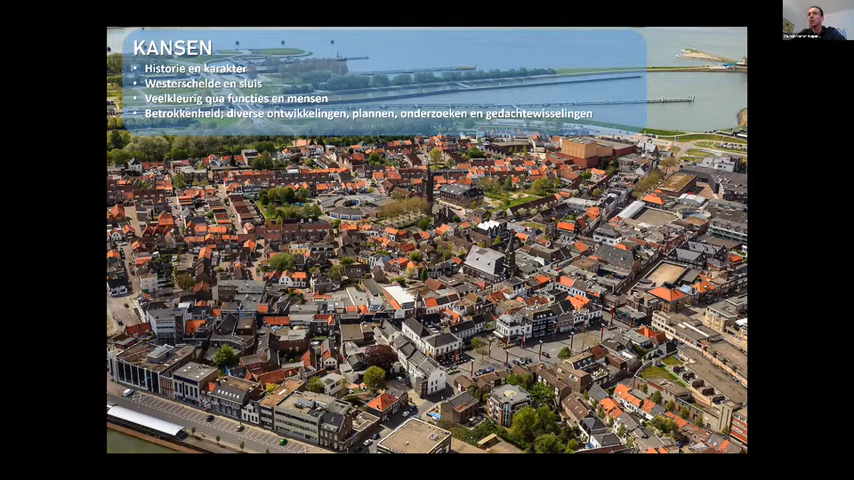 KANSEN
• Historie en karakter
• Westerschelde en sluis
• Veelkleurig qua functies en mensen
• Betrokkenheid; diverse ontwikkelingen, plannen, onderzoeken en gedachtewisselingen